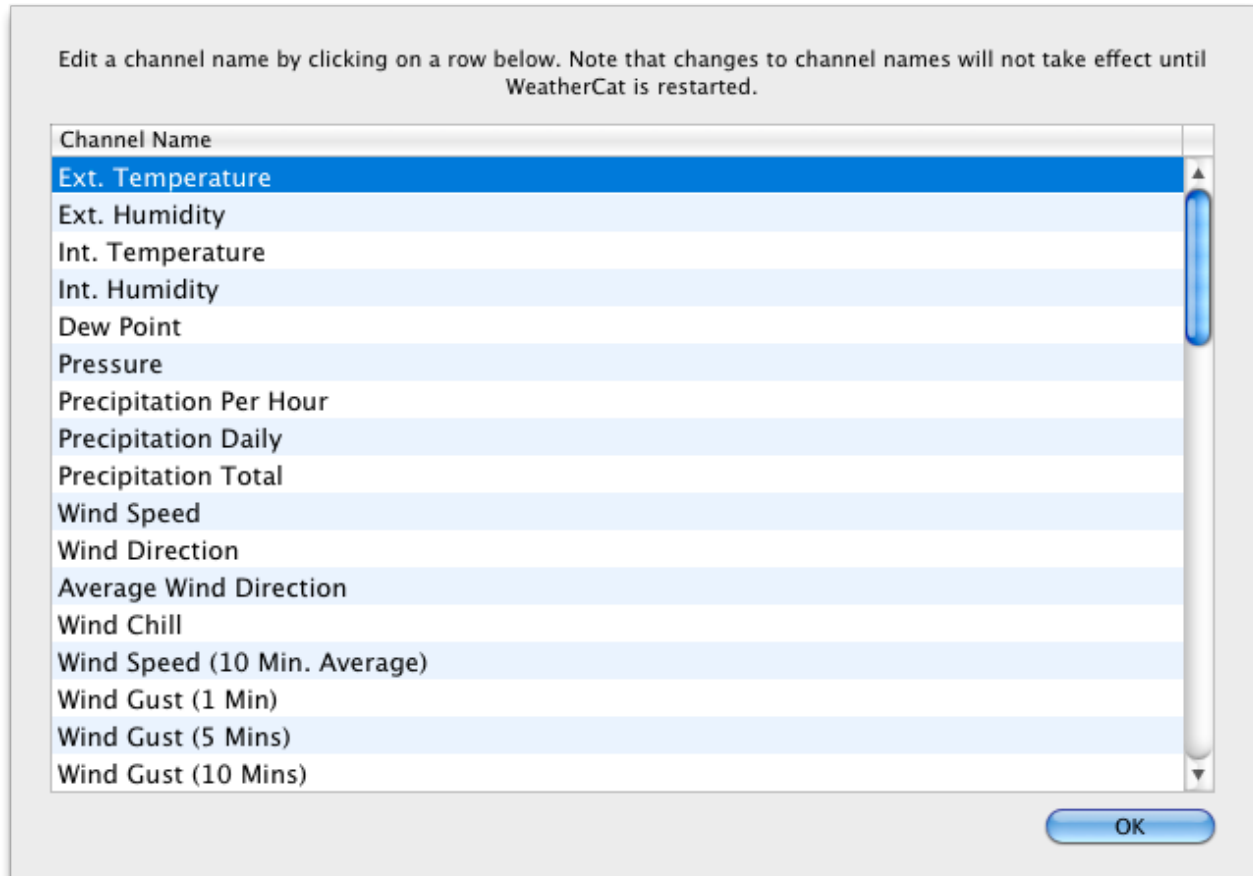 Edit a channel name by clicking on a row below. Note that changes to channel names will not take effect until
WeatherCat is restarted.
Channel Name
Ext. Temperature
Ext. Humidity
Int. Temperature
Int. Humidity
Dew Point
Pressure
Precipitation Per Hour
Precipitation Daily
Precipitation Total
Wind Speed
Wind Direction
Average Wind Direction
Wind Chill
Wind Speed (10 Min. Average)
Wind Gust (1 Min)
Wind Gust (5 Mins)
Wind Gust (10 Mins)
OK